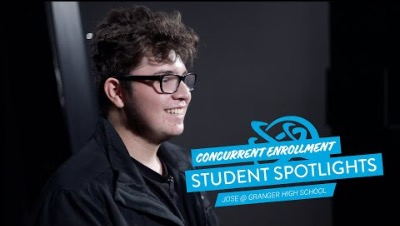 CONCURRENT ENROLLMENT
STUDENT SPOTLIGHTS
JOSE @ GRANGER HIGH SCHOOL